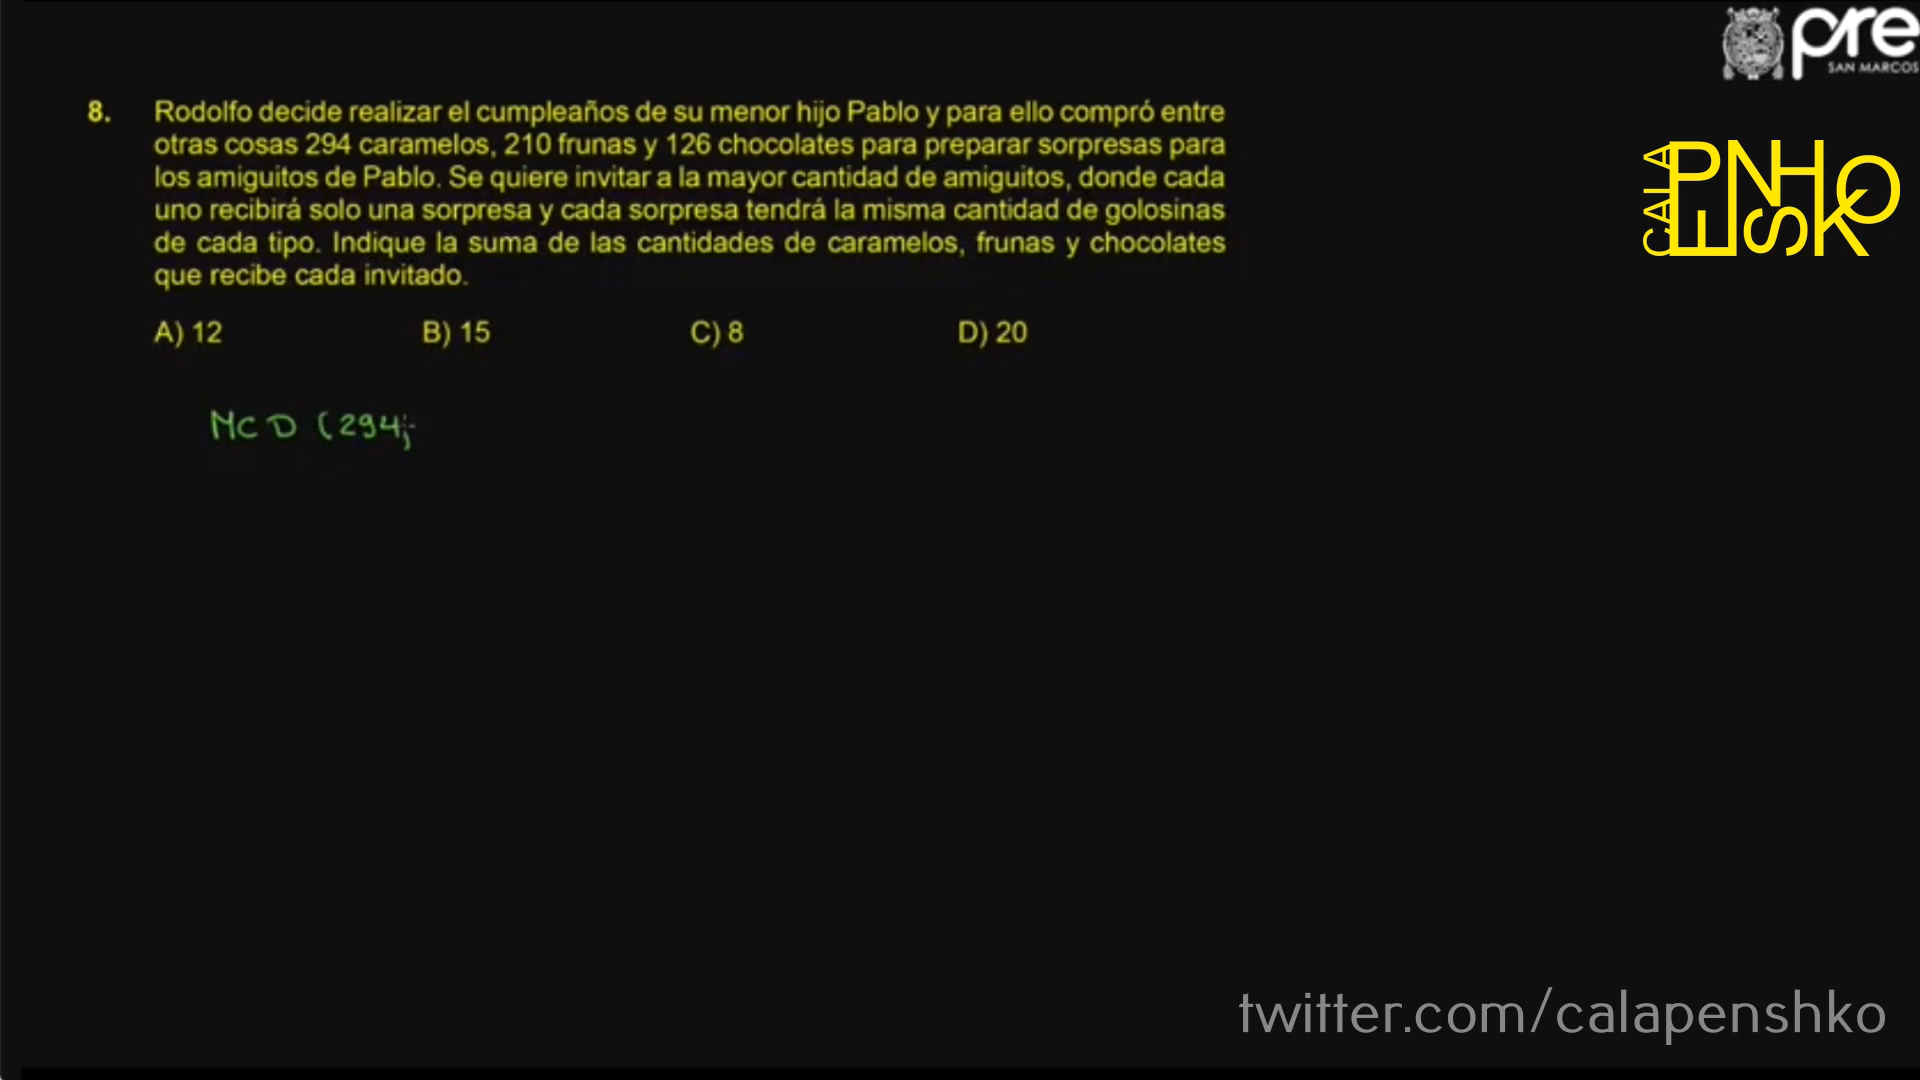 pre
SAN MARCOS
8. Rodolfo decide realizar el cumpleaños de su menor hijo Pablo y para ello compró entre
otras cosas 294 caramelos, 210 frunas y 126 chocolates para preparar sorpresas para
los amiguitos de Pablo. Se quiere invitar a la mayor cantidad de amiguitos, donde cada
uno recibirá solo una sorpresa y cada sorpresa tendrá la misma cantidad de golosinas
de cada tipo. Indique la suma de las cantidades de caramelos, frunas y chocolates
que recibe cada invitado.
A) 12 B) 15 C) 8 D) 20
MCD (294;
CALA PENSHKO
twitter.com/calapenshko